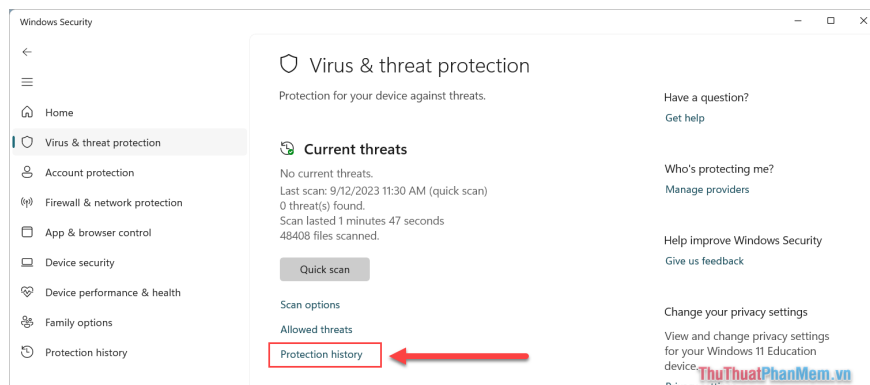 Windows Security
Home
Virus & threat protection
Account protection
Firewall & network protection
App & browser control
Device security
Device performance & health
Family options
Protection history
Virus & threat protection
Protection for your device against threats.
Current threats
No current threats.
Last scan: 9/12/2023 11:30 AM (quick scan)
0 threat(s) found.
Scan lasted 1 minutes 47 seconds
48408 files scanned.
Quick scan
Scan options
Allowed threats
Protection history
Have a question?
Get help
Who's protecting me?
Manage providers
Help improve Windows Security
Give us feedback
Change your privacy settings
View and change privacy settings
for your Windows 11 Education
device.
ThuThuatPhanMem.vn